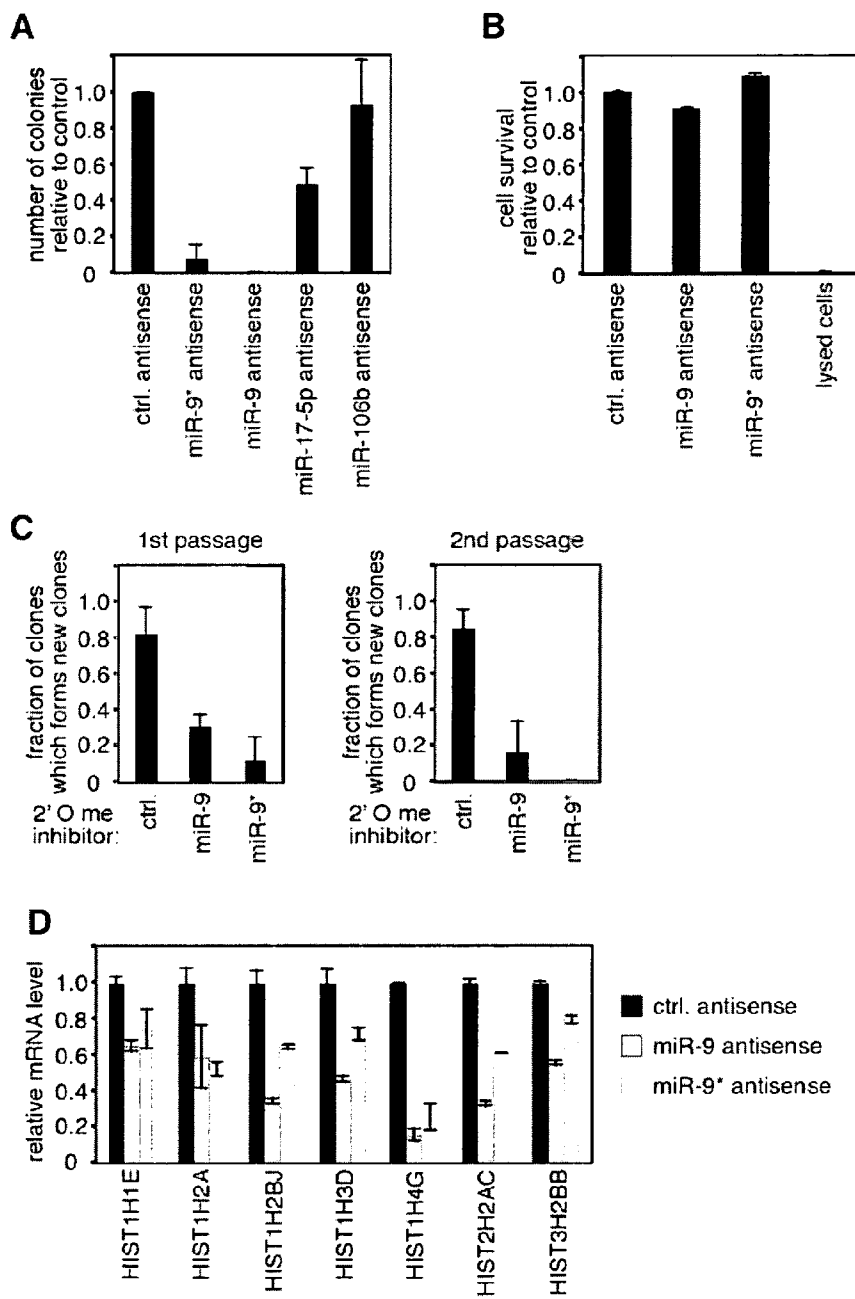 A
number of colonies
relative to control
1.0
0.8
0.6
0.4
0.2
0
ctrl. antisense
miR-9* antisense
miR-9 antisense
miR-17-5p antisense
miR-106b antisense
B
cell survival
relative to control
1.0
0.8
0.6
0.4
0.2
0
ctrl. antisense
miR-9 antisense
miR-9* antisense
lysed cells
C
1st passage
fraction of clones
which forms new clones
1.0
0.8
0.6
0.4
0.2
0
2' O me
inhibitor:
ctrl.
miR-9
miR-9*
2nd passage
fraction of clones
which forms new clones
1.0
0.8
0.6
0.4
0.2
0
2' O me
inhibitor:
ctrl.
miR-9
miR-9*
D
relative mRNA level
1.0
0.8
0.6
0.4
0.2
0
HIST1H1E
HIST1H2A
HIST1H2BJ
HIST1H3D
HIST1H4G
HIST2H2AC
HIST3H2BB
ctrl. antisense
miR-9 antisense
miR-9* antisense